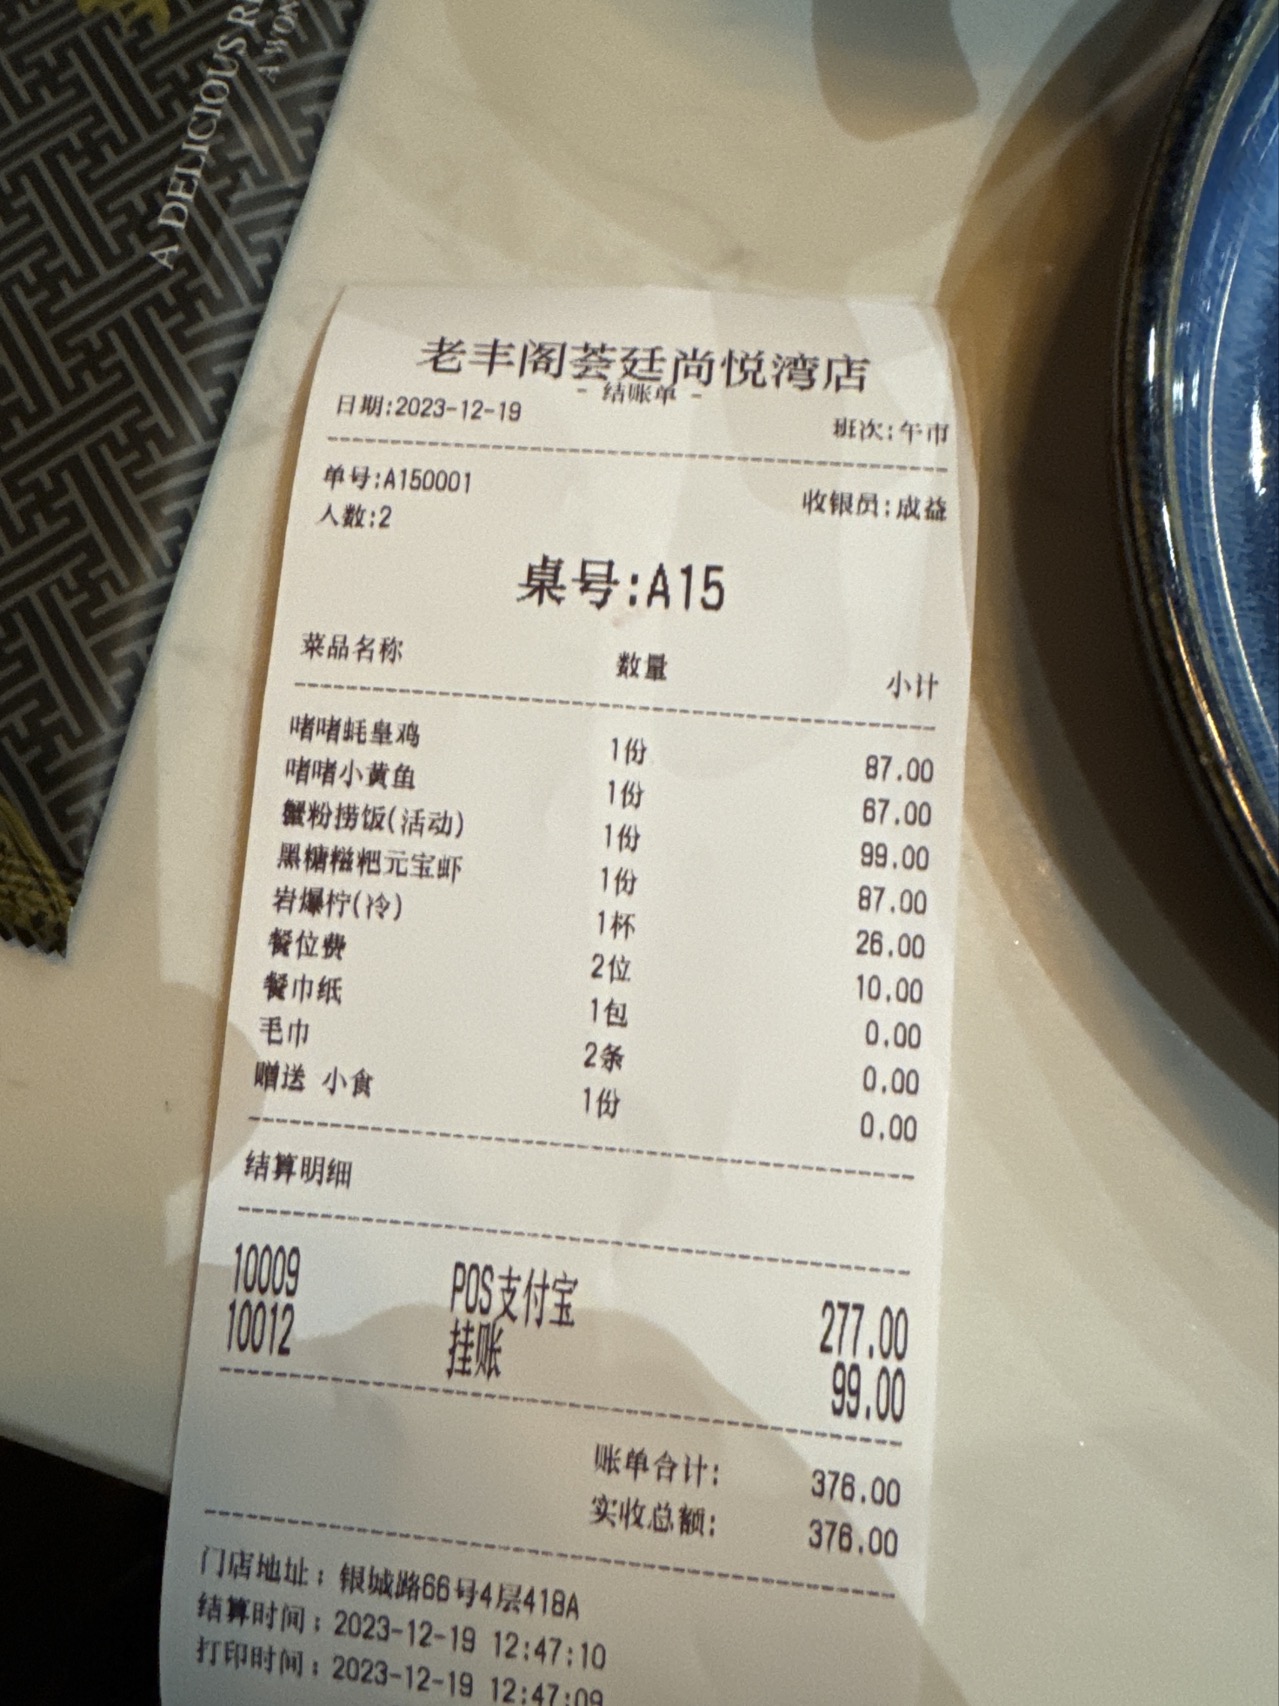 A DELICIOUS
A WON
老丰阁荟廷尚悦湾店
- 结账单 -
日期:2023-12-19 班次:午市
单号:A150001 收银员:成益
人数:2
桌号:A15
菜品名称 数量 小计
啫啫蚝皇鸡 1份 87.00
啫啫小黄鱼 1份 67.00
蟹粉捞饭(活动) 1份 99.00
黑糖糍粑元宝虾 1份 87.00
岩爆柠(冷) 1杯 26.00
餐位费 2位 10.00
餐巾纸 1包 0.00
毛巾 2条 0.00
赠送 小食 1份 0.00
结算明细
10009 POS支付宝 277.00
10012 挂账 99.00
账单合计: 376.00
实收总额: 376.00
门店地址：银城路66号4层418A
结算时间：2023-12-19 12:47:10
打印时间：2023-12-19 12:47:09